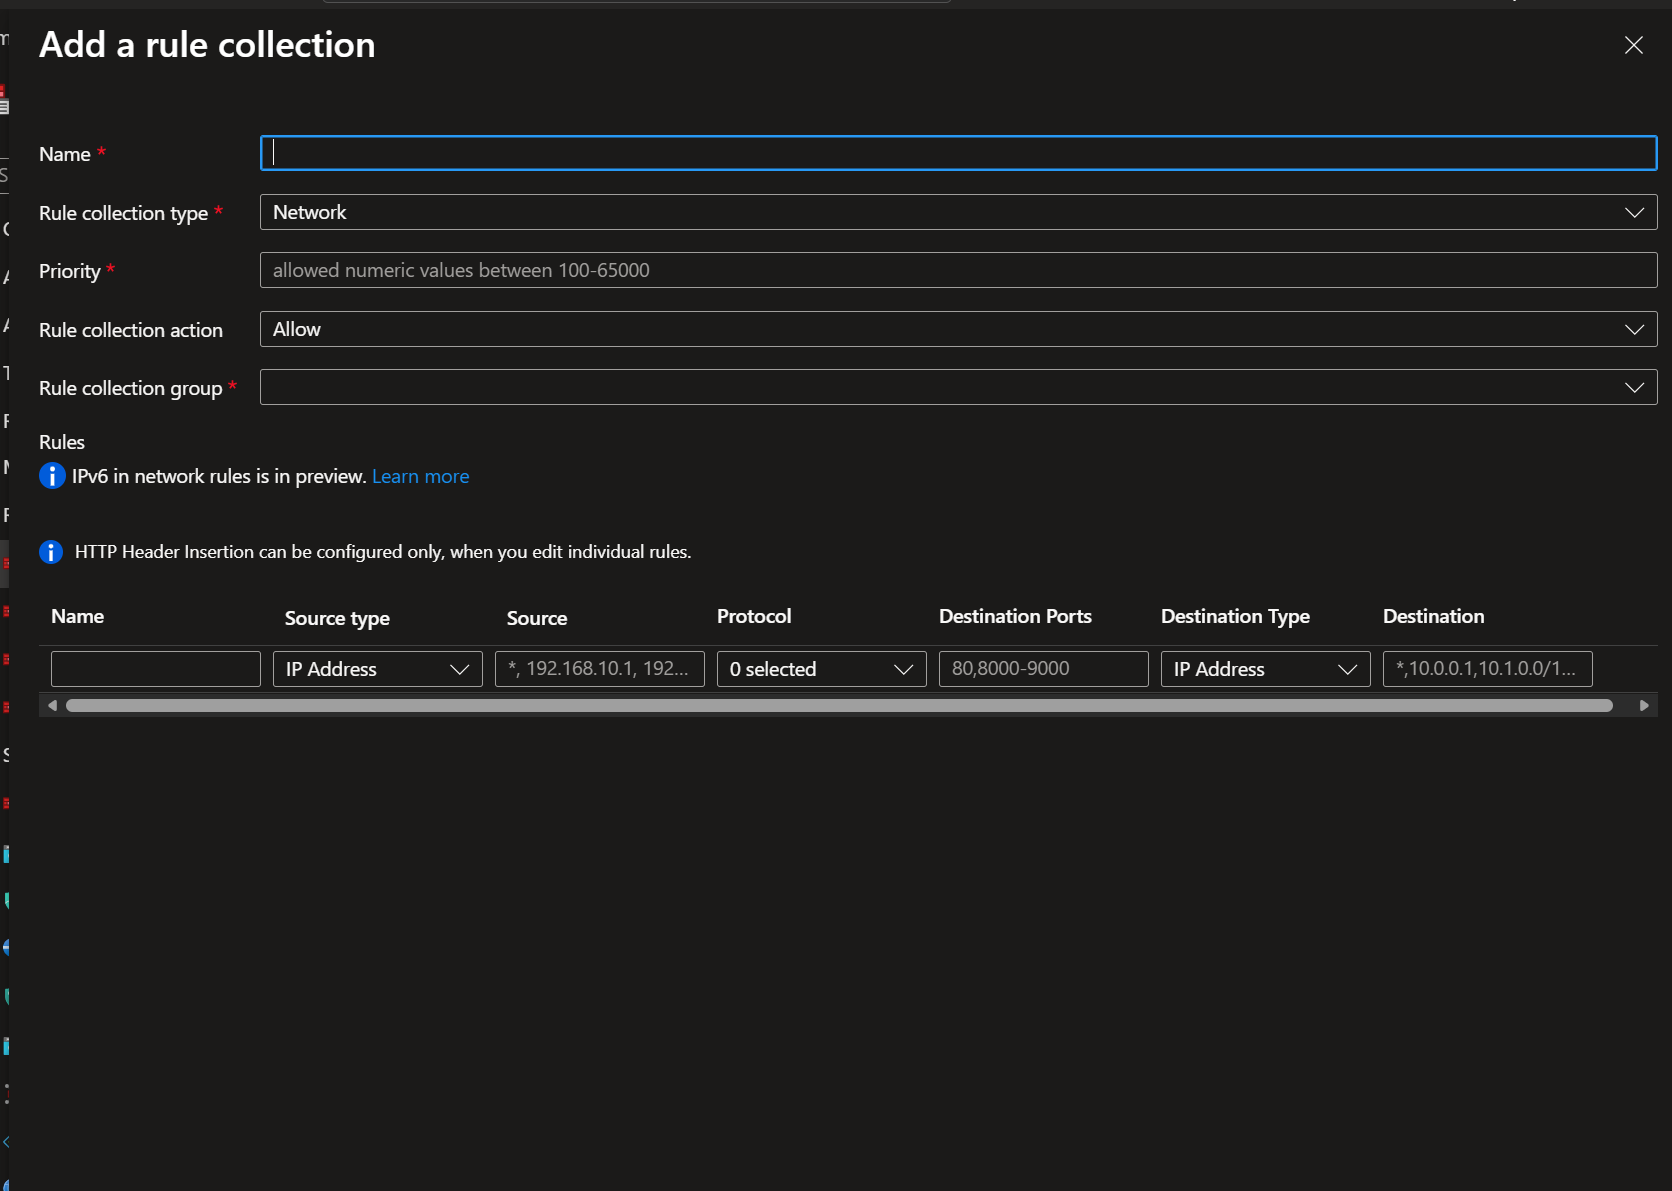 Add a rule collection
Name *
Rule collection type * Network
Priority * allowed numeric values between 100-65000
Rule collection action Allow
Rule collection group *
Rules
IPv6 in network rules is in preview. Learn more
HTTP Header Insertion can be configured only, when you edit individual rules.
Name Source type Source Protocol Destination Ports Destination Type Destination
IP Address *, 192.168.10.1, 192... 0 selected 80,8000-9000 IP Address *,10.0.0.1,10.1.0.0/1...